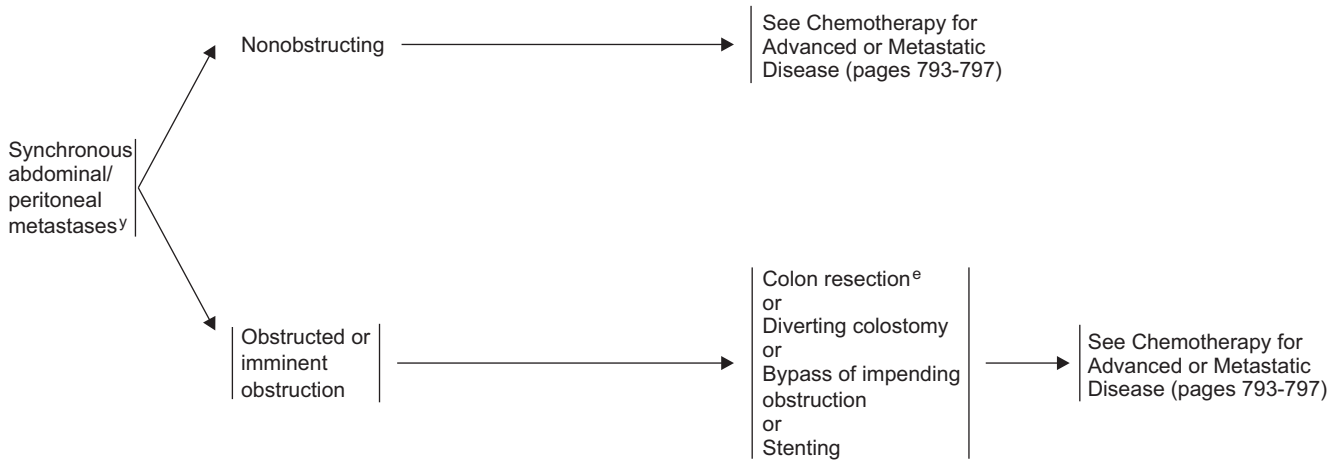 Synchronous
abdominal/
peritoneal
metastasesʸ
Nonobstructing
See Chemotherapy for
Advanced or Metastatic
Disease (pages 793-797)
Obstructed or
imminent
obstruction
Colon resectionᵉ
or
Diverting colostomy
or
Bypass of impending
obstruction
or
Stenting
See Chemotherapy for
Advanced or Metastatic
Disease (pages 793-797)